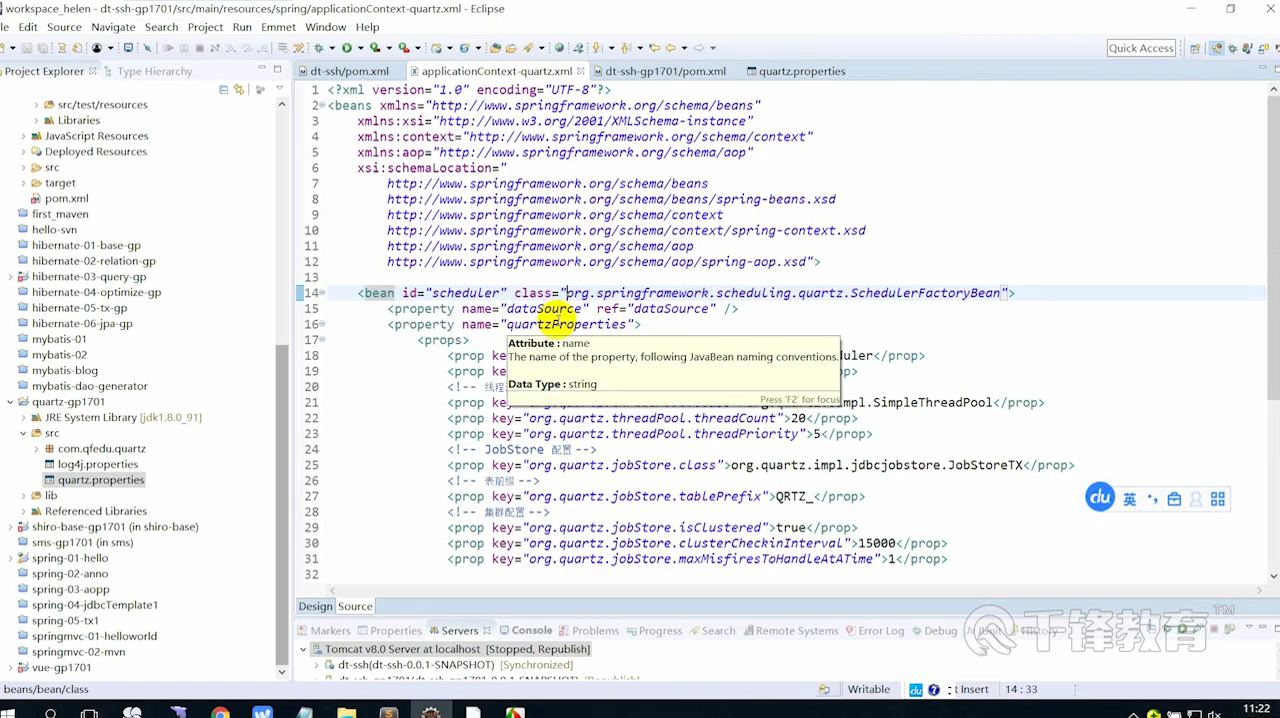 workspace_helen - dt-ssh-gp1701/src/main/resources/spring/applicationContext-quartz.xml - Eclipse
Edit Source Navigate Search Project Run Emmet Window Help
Quick Access
Project Explorer Type Hierarchy
dt-ssh/pom.xml applicationContext-quartz.xml dt-ssh-gp1701/pom.xml quartz.properties
src/test/resources
Libraries
JavaScript Resources
Deployed Resources
src
target
pom.xml
first_maven
hello-svn
hibernate-01-base-gp
hibernate-02-relation-gp
hibernate-03-query-gp
hibernate-04-optimize-gp
hibernate-05-tx-gp
hibernate-06-jpa-gp
mybatis-01
mybatis-02
mybatis-blog
mybatis-dao-generator
quartz-gp1701
JRE System Library [jdk1.8.0_91]
src
com.qfedu.quartz
log4j.properties
quartz.properties
lib
Referenced Libraries
shiro-base-gp1701 (in shiro-base)
sms-gp1701 (in sms)
spring-01-hello
spring-02-anno
spring-03-aopp
spring-04-jdbcTemplate1
spring-05-tx1
springmvc-01-helloworld
springmvc-02-mvn
vue-gp1701
1 <?xml version="1.0" encoding="UTF-8"?>
2 <beans xmlns="http://www.springframework.org/schema/beans"
3 xmlns:xsi="http://www.w3.org/2001/XMLSchema-instance"
4 xmlns:context="http://www.springframework.org/schema/context"
5 xmlns:aop="http://www.springframework.org/schema/aop"
6 xsi:schemaLocation="
7 http://www.springframework.org/schema/beans
8 http://www.springframework.org/schema/beans/spring-beans.xsd
9 http://www.springframework.org/schema/context
10 http://www.springframework.org/schema/context/spring-context.xsd
11 http://www.springframework.org/schema/aop
12 http://www.springframework.org/schema/aop/spring-aop.xsd">
13
14 <bean id="scheduler" class="org.springframework.scheduling.quartz.SchedulerFactoryBean">
15 <property name="dataSource" ref="dataSource" />
16 <property name="quartzProperties">
17 <props>
18 <prop ke duler</prop>
19 <prop ke
20 <!-- 线程
21 <prop ke impl.SimpleThreadPool</prop>
22 <prop key="org.quartz.threadPool.threadCount">20</prop>
23 <prop key="org.quartz.threadPool.threadPriority">5</prop>
24 <!-- JobStore 配置 -->
25 <prop key="org.quartz.jobStore.class">org.quartz.impl.jdbcjobstore.JobStoreTX</prop>
26 <!-- 表前缀 -->
27 <prop key="org.quartz.jobStore.tablePrefix">QRTZ_</prop>
28 <!-- 集群配置 -->
29 <prop key="org.quartz.jobStore.isClustered">true</prop>
30 <prop key="org.quartz.jobStore.clusterCheckinInterval">15000</prop>
31 <prop key="org.quartz.jobStore.maxMisfiresToHandleAtATime">1</prop>
32
Attribute : name
The name of the property, following JavaBean naming conventions.
Data Type : string
Press 'F2' for focus
du 英
Design Source
Markers Properties Servers Console Problems Progress Search Remote Systems Error Log Debug JUnit History
千锋教育 TM
Tomcat v8.0 Server at localhost [Stopped, Republish]
dt-ssh(dt-ssh-0.0.1-SNAPSHOT) [Synchronized]
beans/bean/class
Writable
du
t Insert
14 : 33
11:22